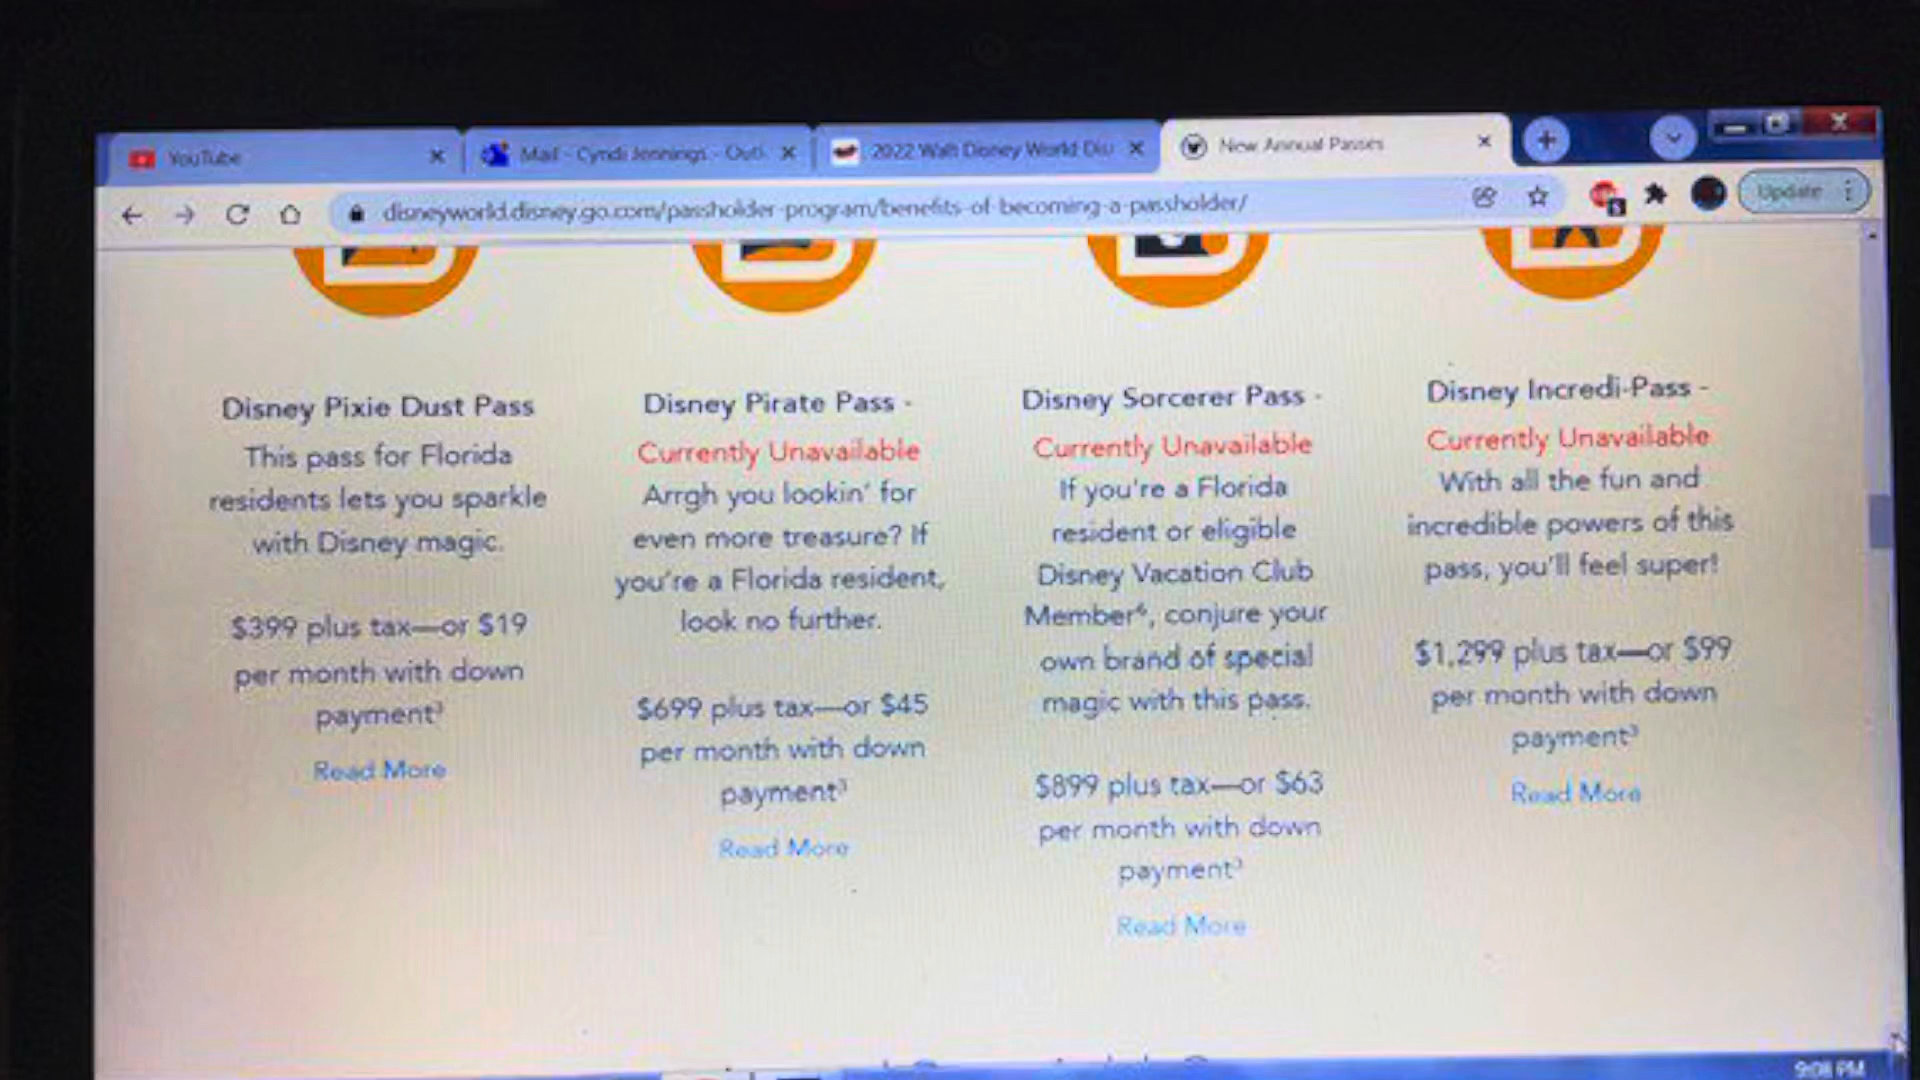 YouTube
Mail - Cyndi Jennings - Outl
2022 Walt Disney World Dis
New Annual Passes
disneyworld.disney.go.com/passholder-program/benefits-of-becoming-a-passholder/
5
Update
Disney Pixie Dust Pass
This pass for Florida
residents lets you sparkle
with Disney magic.
$399 plus tax—or $19
per month with down
payment³
Read More
Disney Pirate Pass -
Currently Unavailable
Arrgh you lookin' for
even more treasure? If
you're a Florida resident,
look no further.
$699 plus tax—or $45
per month with down
payment³
Read More
Disney Sorcerer Pass -
Currently Unavailable
If you're a Florida
resident or eligible
Disney Vacation Club
Member⁶, conjure your
own brand of special
magic with this pass.
$899 plus tax—or $63
per month with down
payment³
Read More
Disney Incredi-Pass -
Currently Unavailable
With all the fun and
incredible powers of this
pass, you'll feel super!
$1,299 plus tax—or $99
per month with down
payment³
Read More
9:08 PM